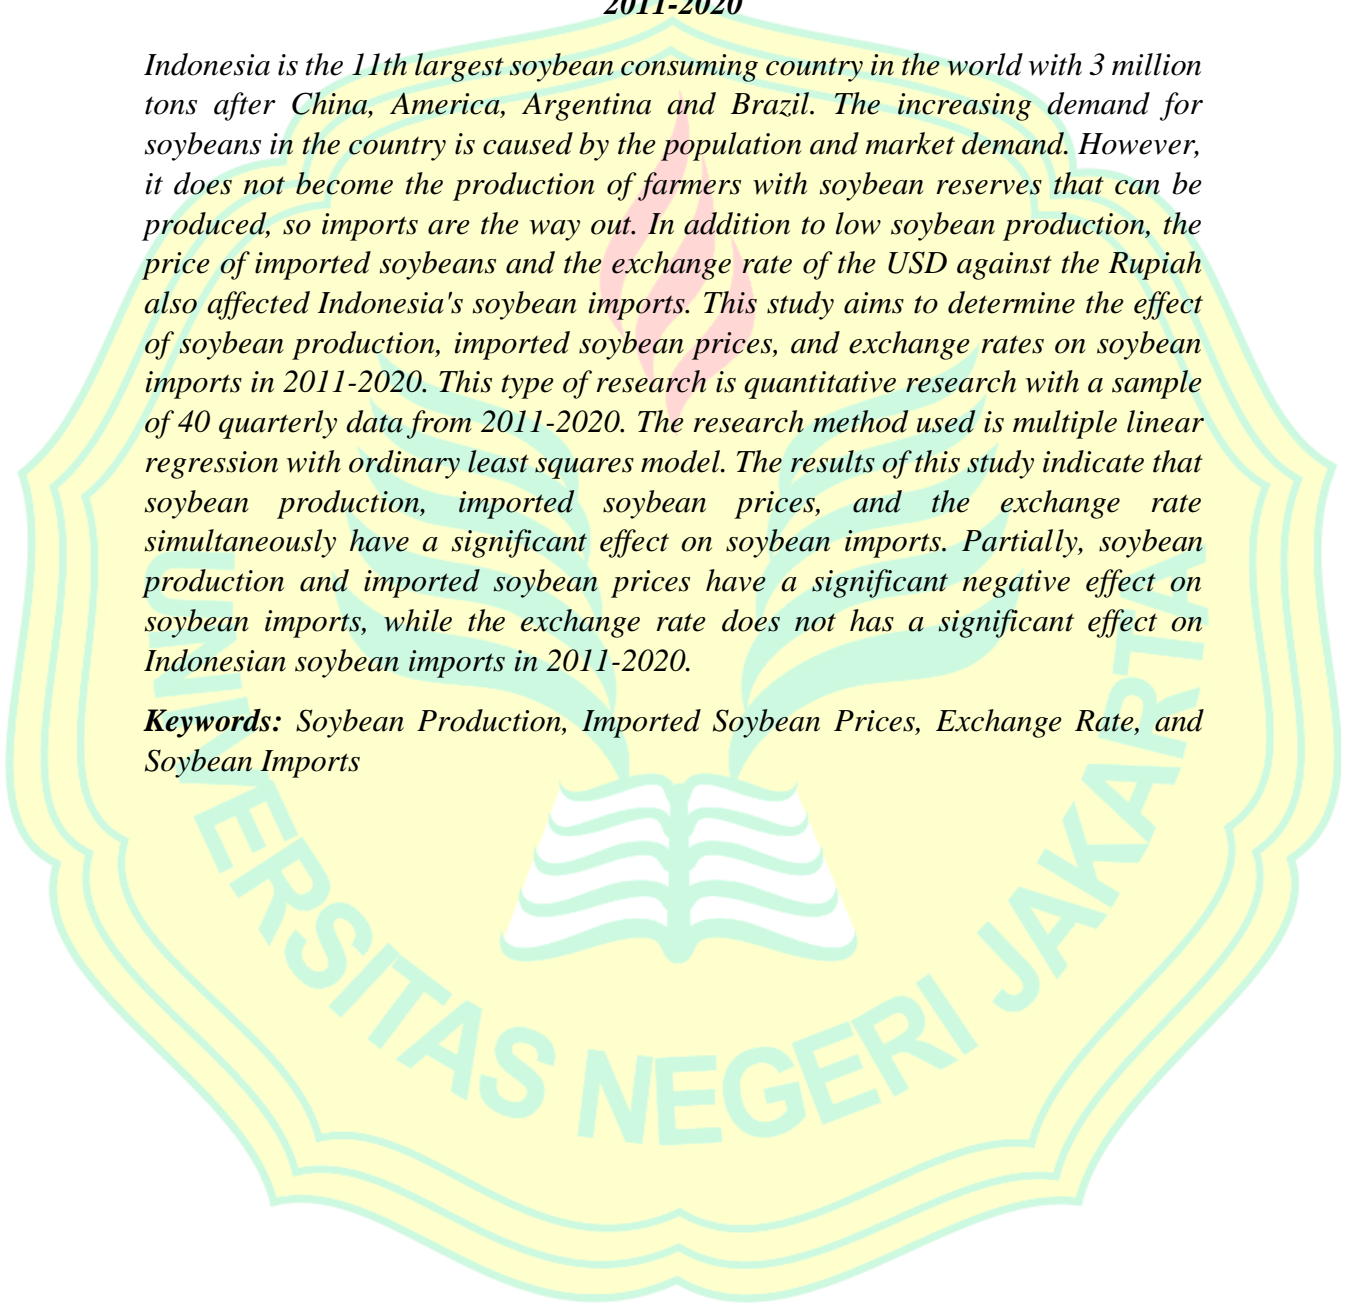 2011-2020
Indonesia is the 11th largest soybean consuming country in the world with 3 million
tons after China, America, Argentina and Brazil. The increasing demand for
soybeans in the country is caused by the population and market demand. However,
it does not become the production of farmers with soybean reserves that can be
produced, so imports are the way out. In addition to low soybean production, the
price of imported soybeans and the exchange rate of the USD against the Rupiah
also affected Indonesia's soybean imports. This study aims to determine the effect
of soybean production, imported soybean prices, and exchange rates on soybean
imports in 2011-2020. This type of research is quantitative research with a sample
of 40 quarterly data from 2011-2020. The research method used is multiple linear
regression with ordinary least squares model. The results of this study indicate that
soybean production, imported soybean prices, and the exchange rate
simultaneously have a significant effect on soybean imports. Partially, soybean
production and imported soybean prices have a significant negative effect on
soybean imports, while the exchange rate does not has a significant effect on
Indonesian soybean imports in 2011-2020.
Keywords: Soybean Production, Imported Soybean Prices, Exchange Rate, and
Soybean Imports
UNIVERSITAS NEGERI JAKARTA